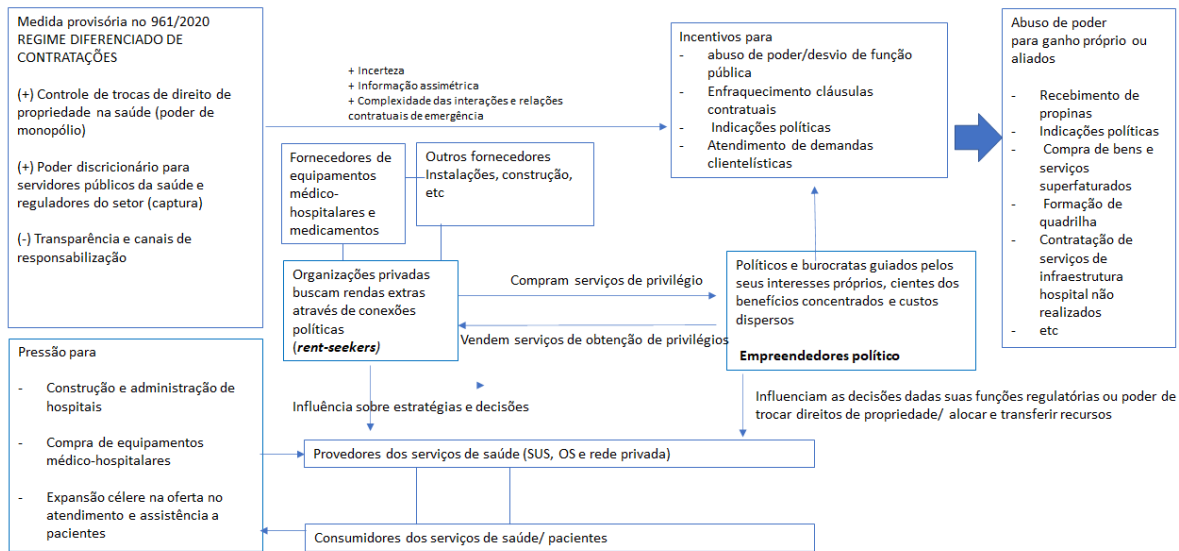 Medida provisória no 961/2020
REGIME DIFERENCIADO DE
CONTRATAÇÕES
(+) Controle de trocas de direito de
propriedade na saúde (poder de
monopólio)
(+) Poder discricionário para
servidores públicos da saúde e
reguladores do setor (captura)
(-) Transparência e canais de
responsabilização
+ Incerteza
+ Informação assimétrica
+ Complexidade das interações e relações
contratuais de emergência
Incentivos para
- abuso de poder/desvio de função
pública
- Enfraquecimento cláusulas
contratuais
- Indicações políticas
- Atendimento de demandas
clientelísticas
Abuso de poder
para ganho próprio ou
aliados
- Recebimento de
propinas
- Indicações políticas
- Compra de bens e
serviços
superfaturados
- Formação de
quadrilha
- Contratação de
serviços de
infraestrutura
hospital não
realizados
- etc
Fornecedores de
equipamentos
médico-
hospitalares e
medicamentos
Outros fornecedores
Instalações, construção,
etc
Organizações privadas
buscam rendas extras
através de conexões
políticas
(rent-seekers)
Compram serviços de privilégio
Vendem serviços de obtenção de privilégios
Políticos e burocratas guiados pelos
seus interesses próprios, cientes dos
benefícios concentrados e custos
dispersos
Empreendedores político
Pressão para
- Construção e administração de
hospitais
- Compra de equipamentos
médico-hospitalares
- Expansão célere na oferta no
atendimento e assistência a
pacientes
Influência sobre estratégias e decisões
Influenciam as decisões dadas suas funções regulatórias ou poder de
trocar direitos de propriedade/ alocar e transferir recursos
Provedores dos serviços de saúde (SUS, OS e rede privada)
Consumidores dos serviços de saúde/ pacientes